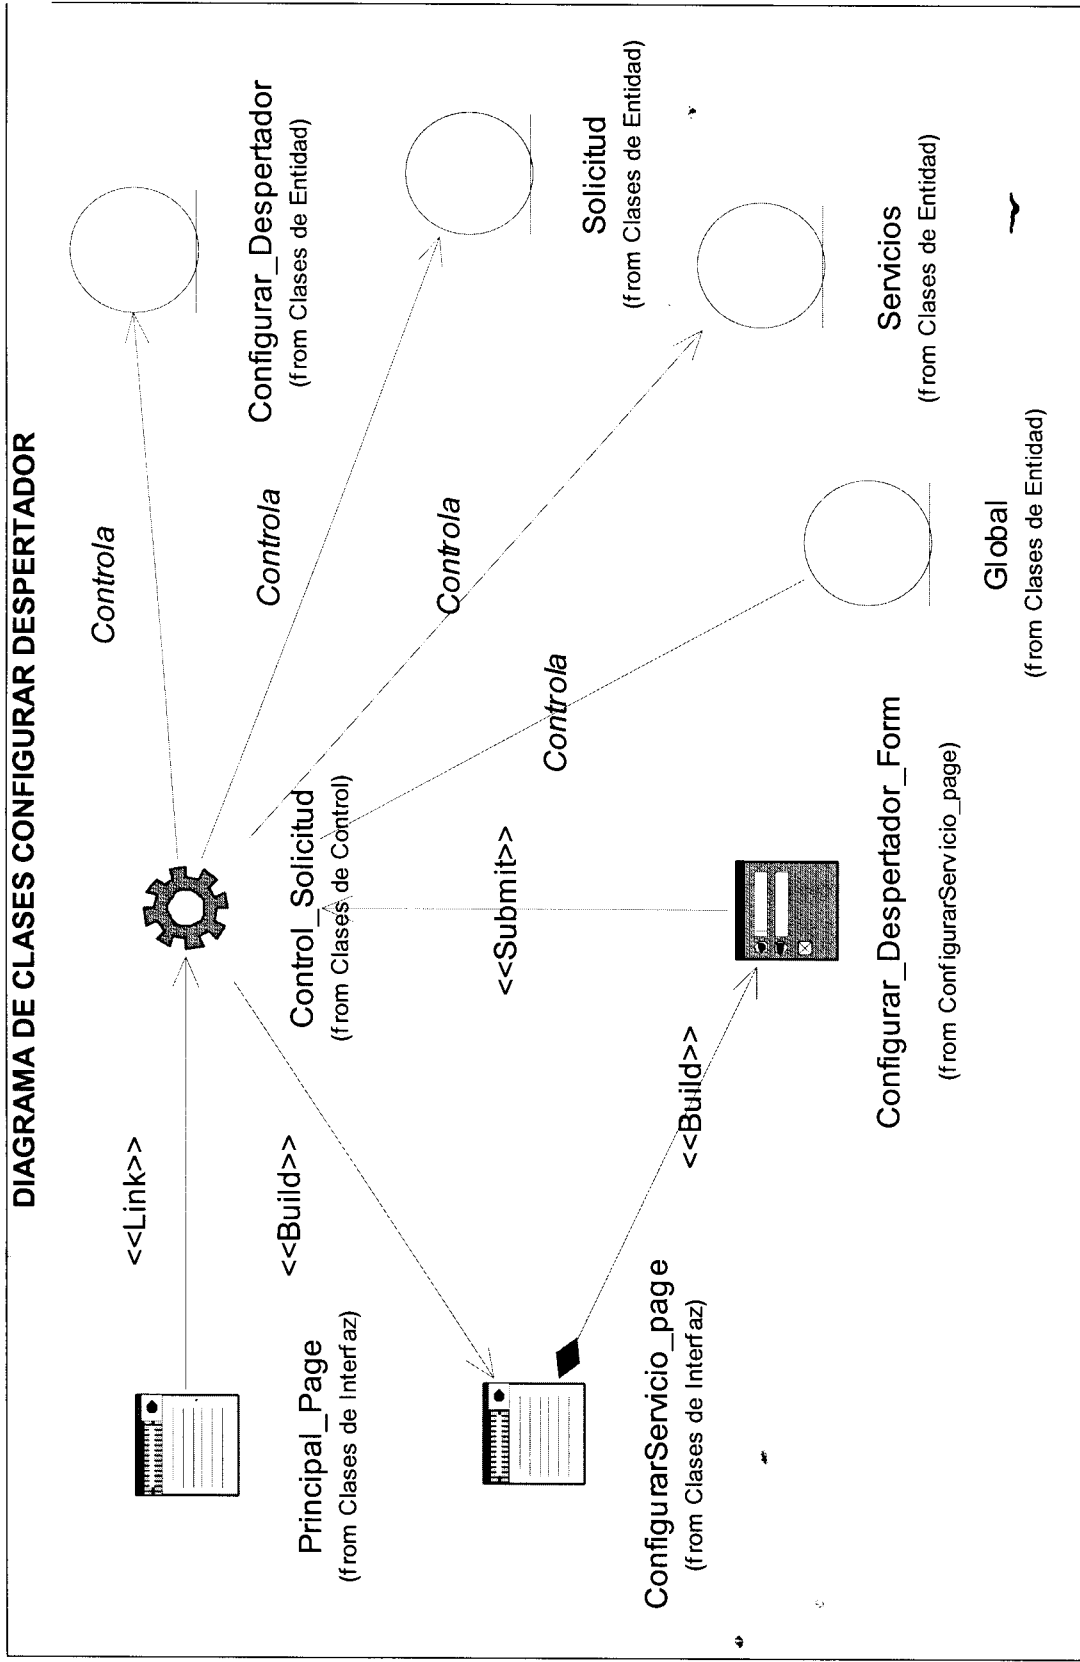 DIAGRAMA DE CLASES CONFIGURAR DESPERTADOR
<<Link>>
Controla
Configurar_Despertador
(from Clases de Entidad)
Principal_Page
(from Clases de Interfaz)
<<Build>>
Control_Solicitud
(from Clases de Control)
Controla
Solicitud
(from Clases de Entidad)
Controla
<<Submit>>
Controla
Servicios
(from Clases de Entidad)
ConfigurarServicio_page
(from Clases de Interfaz)
<<Build>>
Configurar_Despertador_Form
(from ConfigurarServicio_page)
Global
(from Clases de Entidad)